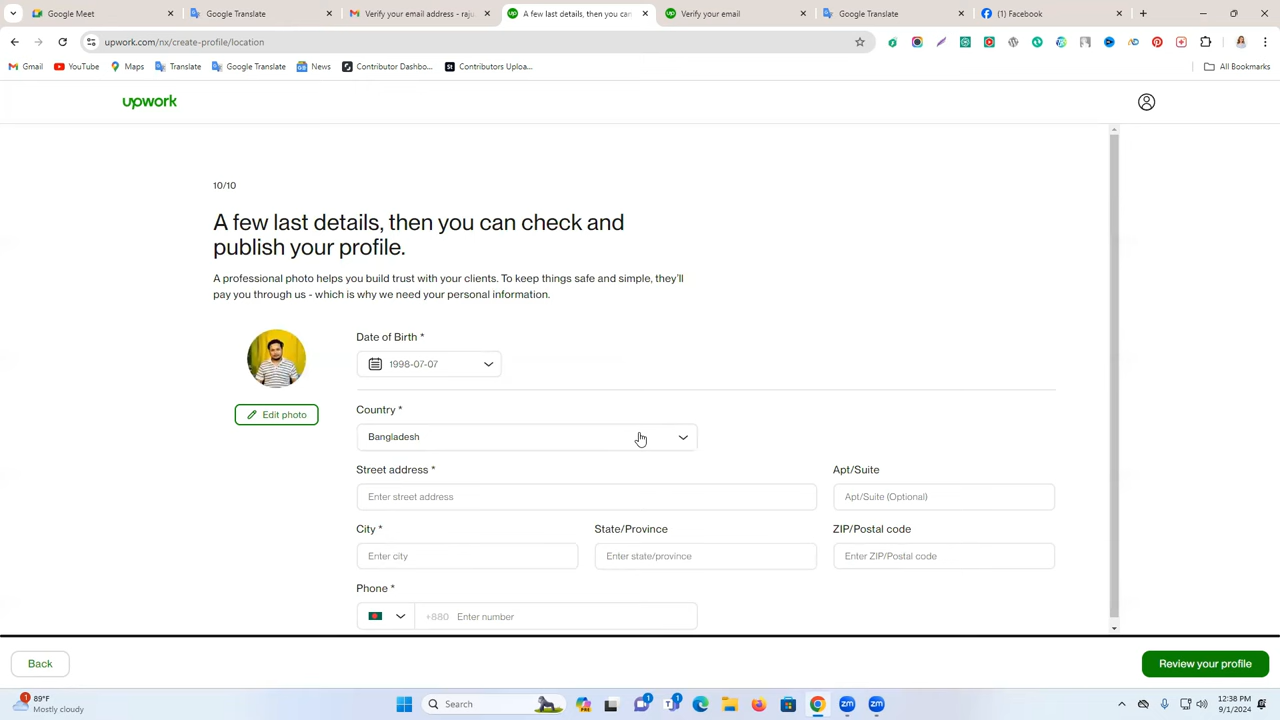 Google Meet
Google Translate
Verify your email address - raju
A few last details, then you can
Verify your email
Google Translate
Facebook
upwork.com/nx/create-profile/location
Gmail
YouTube
Maps
Translate
Google Translate
News
Contributor Dashbo...
Contributors Uploa...
All Bookmarks
upwork
10/10
A few last details, then you can check and
publish your profile.
A professional photo helps you build trust with your clients. To keep things safe and simple, they'll
pay you through us - which is why we need your personal information.
Date of Birth *
1998-07-07
Edit photo
Country *
Bangladesh
Street address *
Apt/Suite
Enter street address
Apt/Suite (Optional)
City *
State/Province
ZIP/Postal code
Enter city
Enter state/province
Enter ZIP/Postal code
Phone *
+880 Enter number
Back
Review your profile
89°F
Mostly cloudy
Search
12:38 PM
9/1/2024